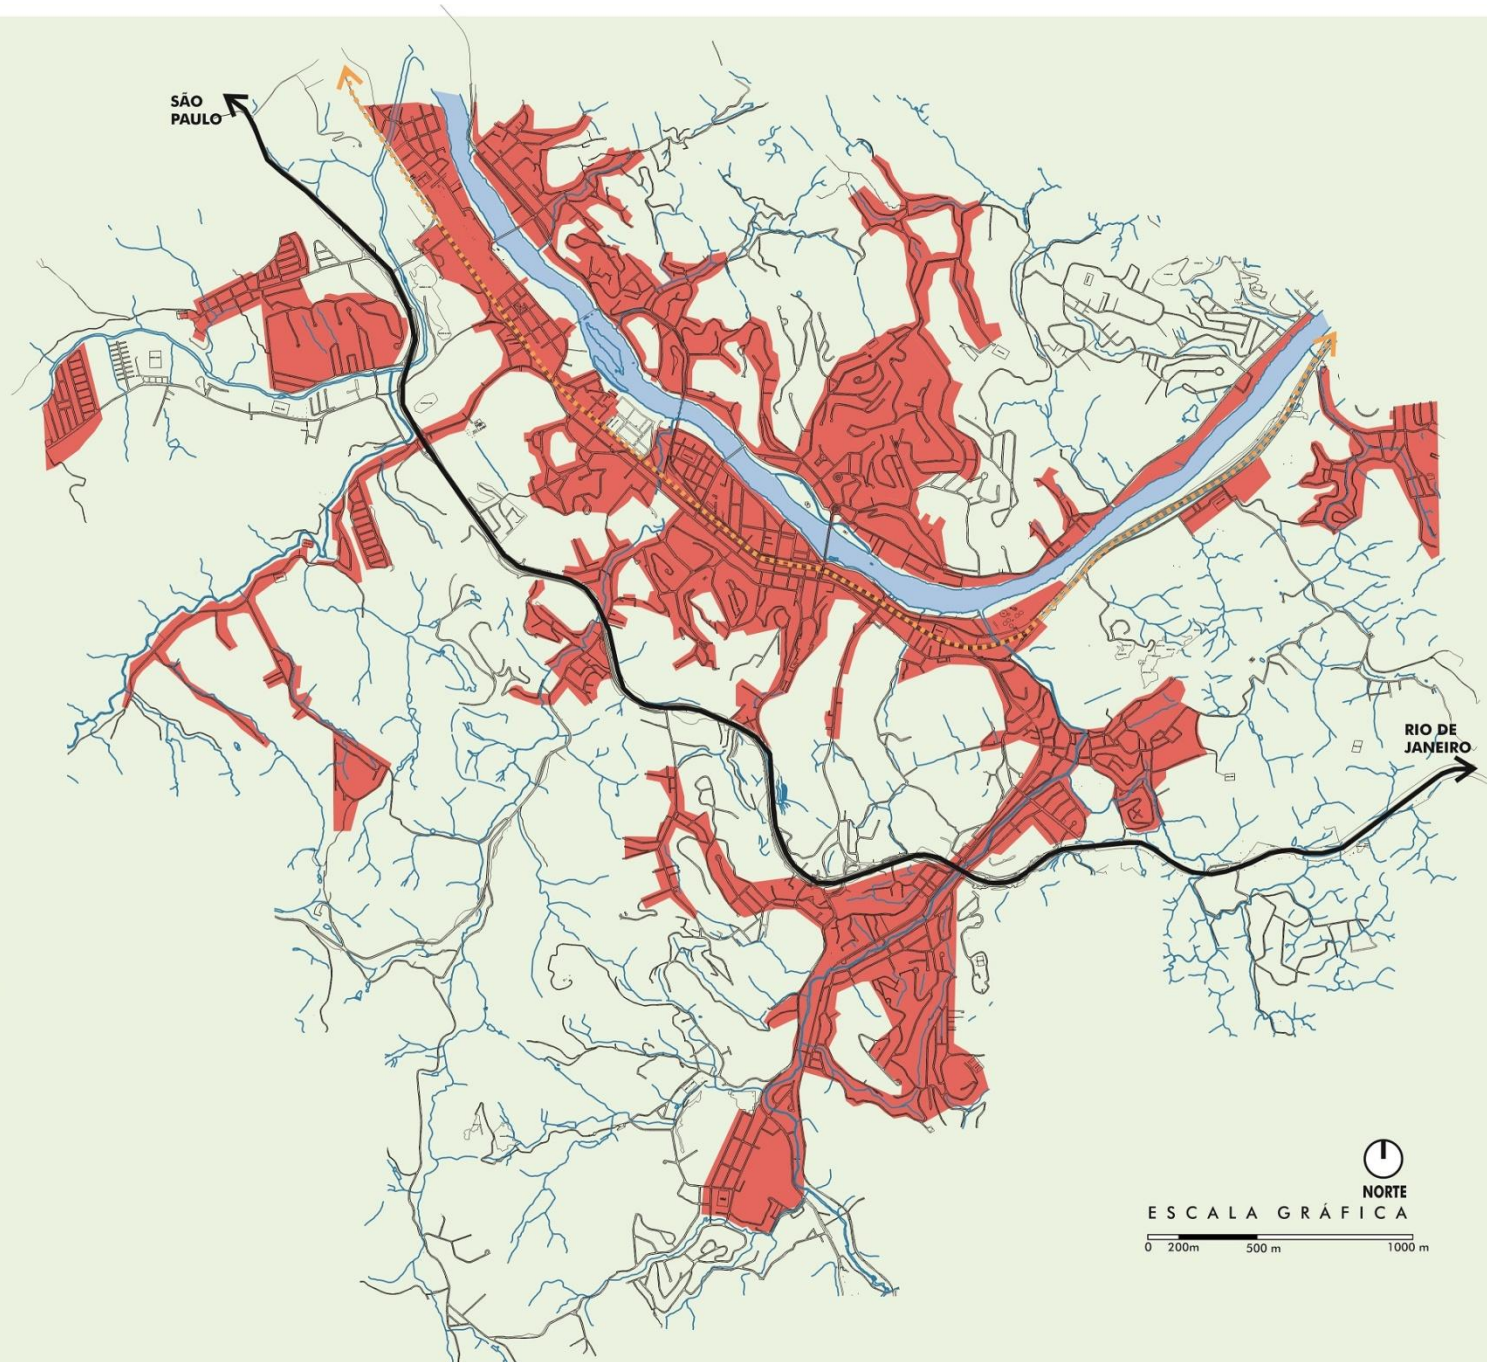 SÃO
PAULO
RIO DE
JANEIRO
NORTE
ESCALA GRÁFICA
0 200m 500 m 1000 m